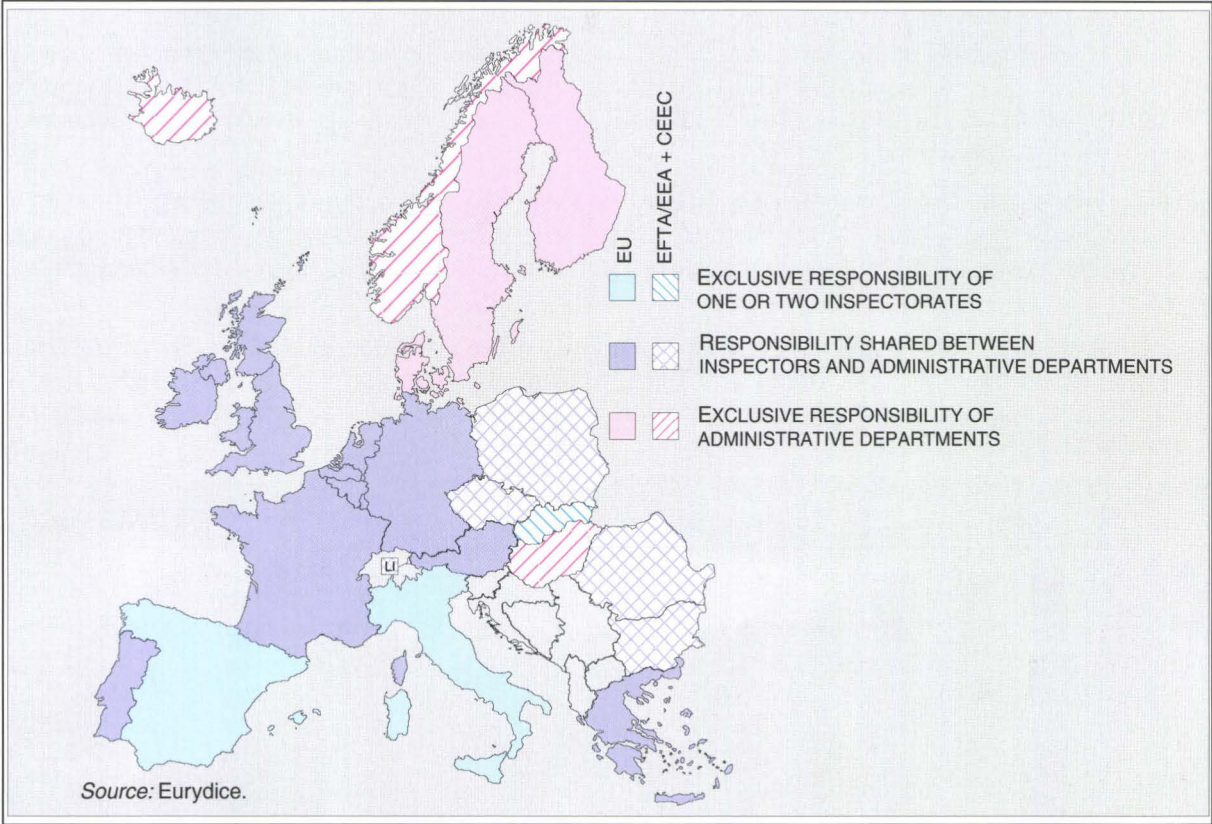 EU
EFTA/EEA + CEEC
EXCLUSIVE RESPONSIBILITY OF
ONE OR TWO INSPECTORATES
RESPONSIBILITY SHARED BETWEEN
INSPECTORS AND ADMINISTRATIVE DEPARTMENTS
EXCLUSIVE RESPONSIBILITY OF
ADMINISTRATIVE DEPARTMENTS
LI
Source: Eurydice.